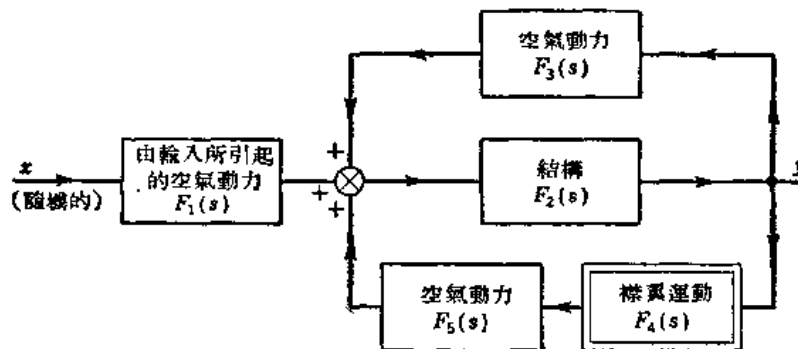 空氣動力
F₃(s)
+
x
(隨機的)
由輸入所引起
的空氣動力
F₁(s)
+
+
結構
F₂(s)
y
空氣動力
F₅(s)
襟翼運動
F₄(s)